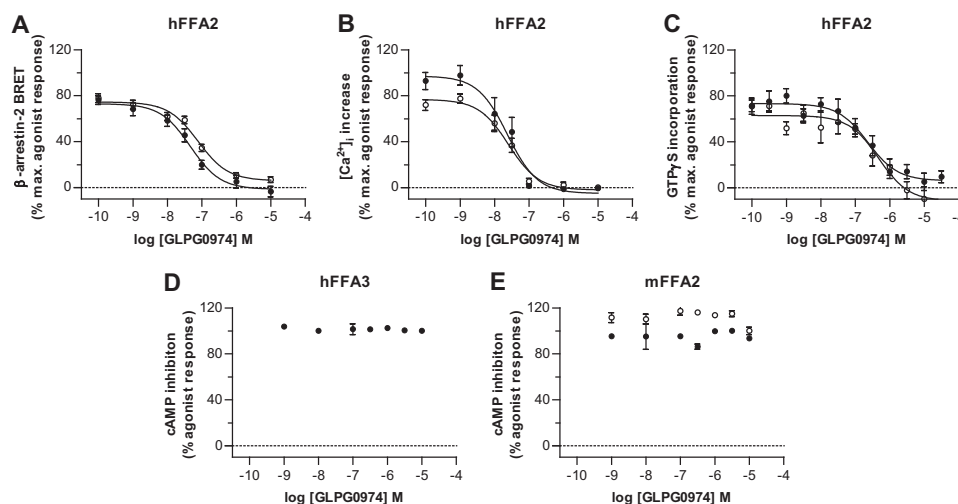 A
hFFA2
β-arrestin-2 BRET
(% max. agonist response)
120
80
40
0
-10 -9 -8 -7 -6 -5 -4
log [GLPG0974] M
B
hFFA2
[Ca2+]i increase
(% max. agonist response)
120
80
40
0
-10 -9 -8 -7 -6 -5 -4
log [GLPG0974] M
C
hFFA2
GTPγS incorporation
(% max. agonist response)
120
80
40
0
-10 -9 -8 -7 -6 -5 -4
log [GLPG0974] M
D
hFFA3
cAMP inhibiton
(% agonist response)
120
80
40
0
-10 -9 -8 -7 -6 -5 -4
log [GLPG0974] M
E
mFFA2
cAMP inhibiton
(% agonist response)
120
80
40
0
-10 -9 -8 -7 -6 -5 -4
log [GLPG0974] M